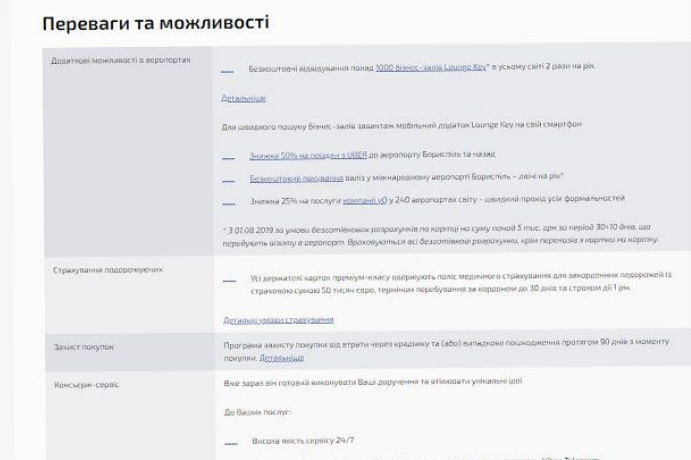 Переваги та можливості
Додаткові можливості в аеропортах
Безкоштовні відвідування понад 1000 бізнес-залів Lounge Key* в усьому світі 2 рази на рік.
Детальніше
Для швидкого пошуку бізнес-залів завантаж мобільний додаток Lounge Key на свій смартфон
Знижка 50% на поїздки з UBER до аеропорту Бориспіль та назад
Безкоштовне пакування валіз у міжнародному аеропорті Бориспіль – двічі на рік*
Знижка 25% на послуги компанії yQ у 240 аеропортах світу – швидкий прохід усіх формальностей
* З 01.08.2019 за умови безготівкових розрахунків по картці на суму понад 5 тис. грн за період 30+10 днів, що
передують візиту в аеропорт. Враховуються всі безготівкові розрахунки, крім переказів з картки на картку.
Страхування подорожуючих
Усі держателі карток преміум-класу одержують поліс медичного страхування для закордонних подорожей із
страховою сумою 50 тисяч євро, терміном перебування за кордоном до 30 днів та строком дії 1 рік.
Детальні умови страхування
Захист покупок
Програма захисту покупки від втрати через крадіжку та (або) випадкове пошкодження протягом 90 днів з моменту
покупки. Детальніше
Консьєрж-сервіс
Вже зараз він готовий виконувати Ваші доручення та втілювати унікальні ідеї
До Ваших послуг:
Висока якість сервісу 24/7